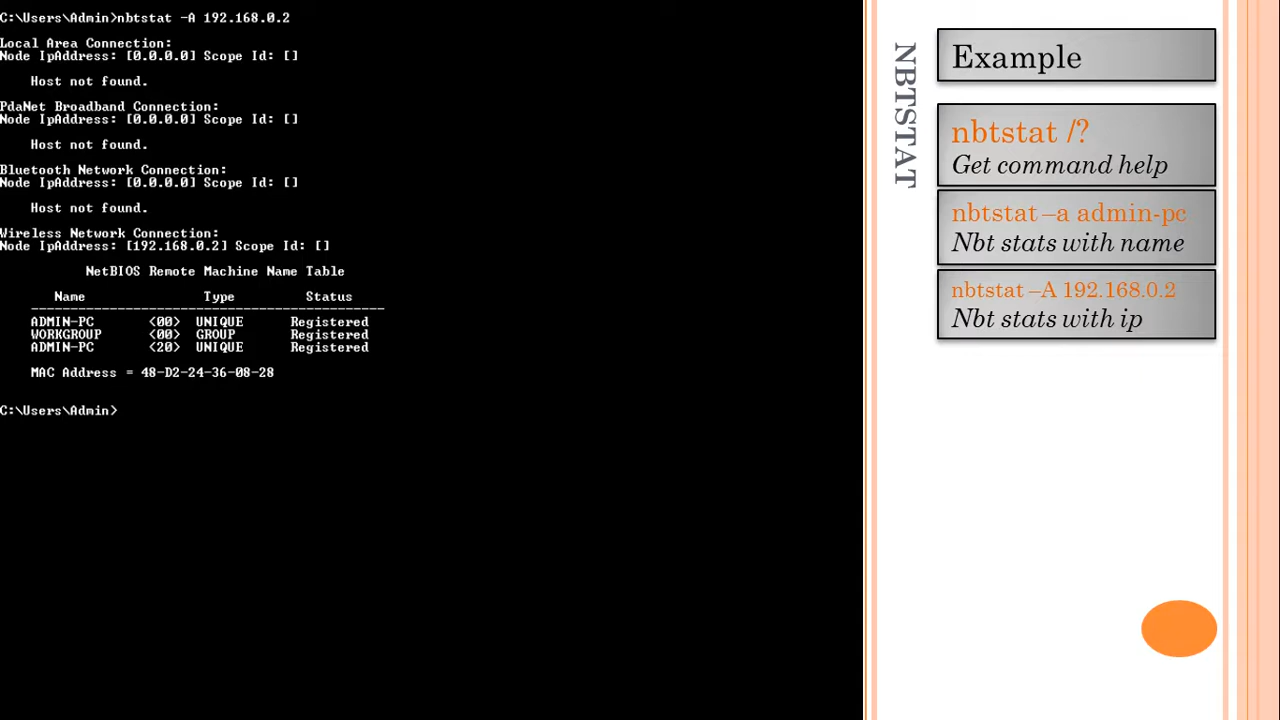 C:\Users\Admin>nbtstat -A 192.168.0.2
Local Area Connection:
Node IpAddress: [0.0.0.0] Scope Id: []
Host not found.
PdaNet Broadband Connection:
Node IpAddress: [0.0.0.0] Scope Id: []
Host not found.
Bluetooth Network Connection:
Node IpAddress: [0.0.0.0] Scope Id: []
Host not found.
Wireless Network Connection:
Node IpAddress: [192.168.0.2] Scope Id: []
NetBIOS Remote Machine Name Table
Name Type Status
---------------------------------------------
ADMIN-PC <00> UNIQUE Registered
WORKGROUP <00> GROUP Registered
ADMIN-PC <20> UNIQUE Registered
MAC Address = 48-D2-24-36-08-28
C:\Users\Admin>
NBTSTAT
Example
nbtstat /?
Get command help
nbtstat –a admin-pc
Nbt stats with name
nbtstat –A 192.168.0.2
Nbt stats with ip